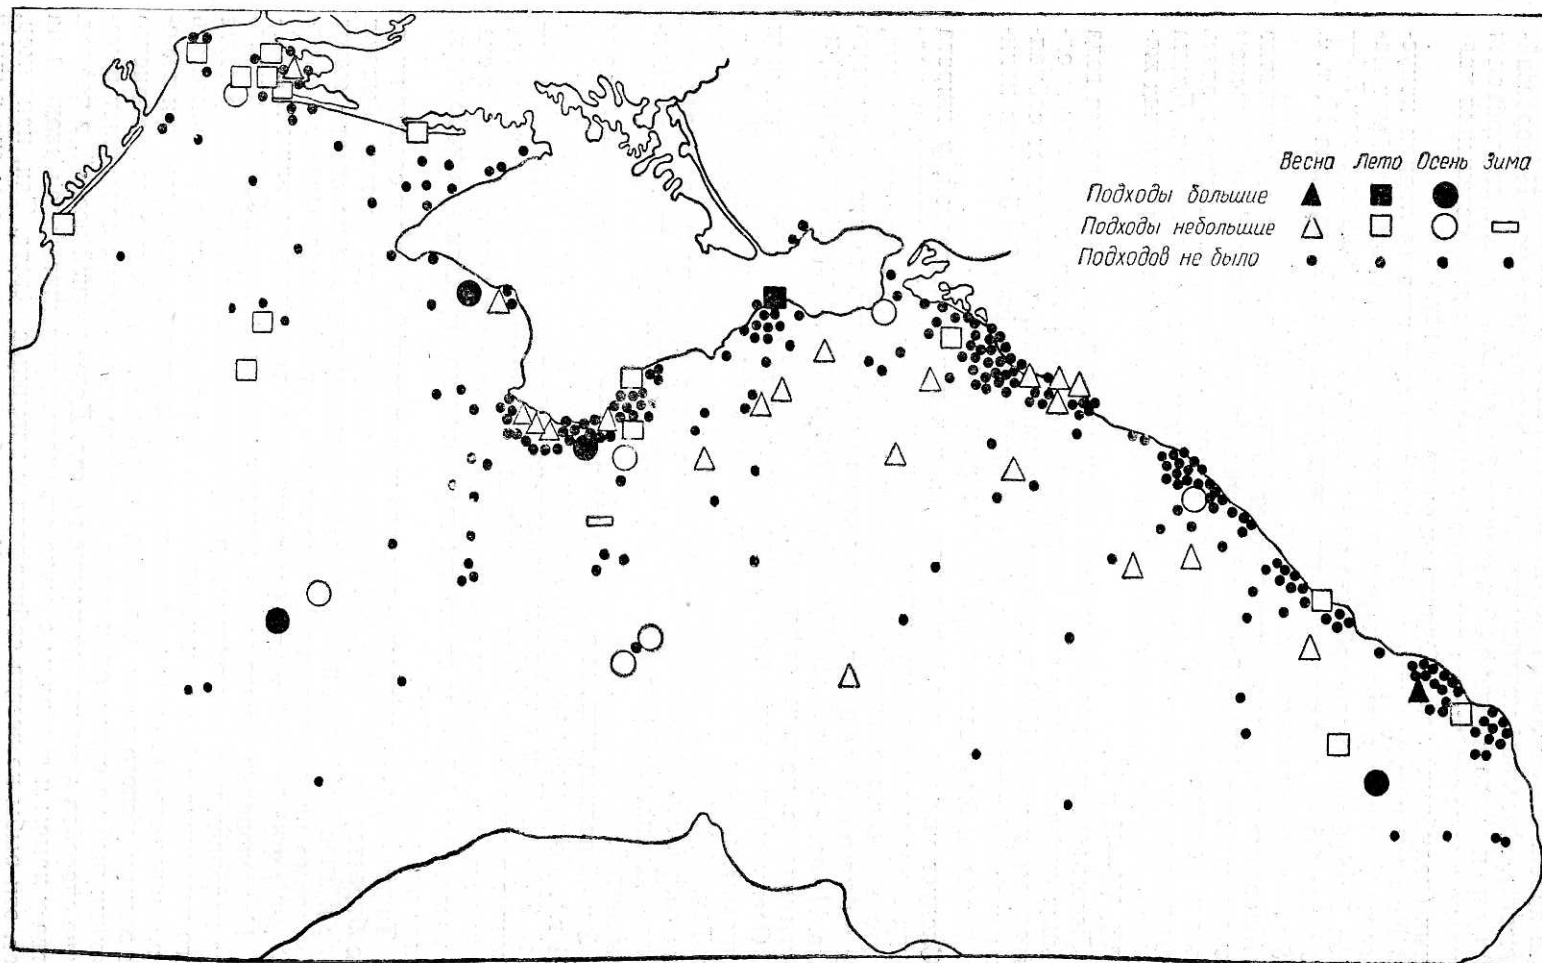 Весна Лето Осень Зима
Подходы большие
Подходы небольшие
Подходов не было